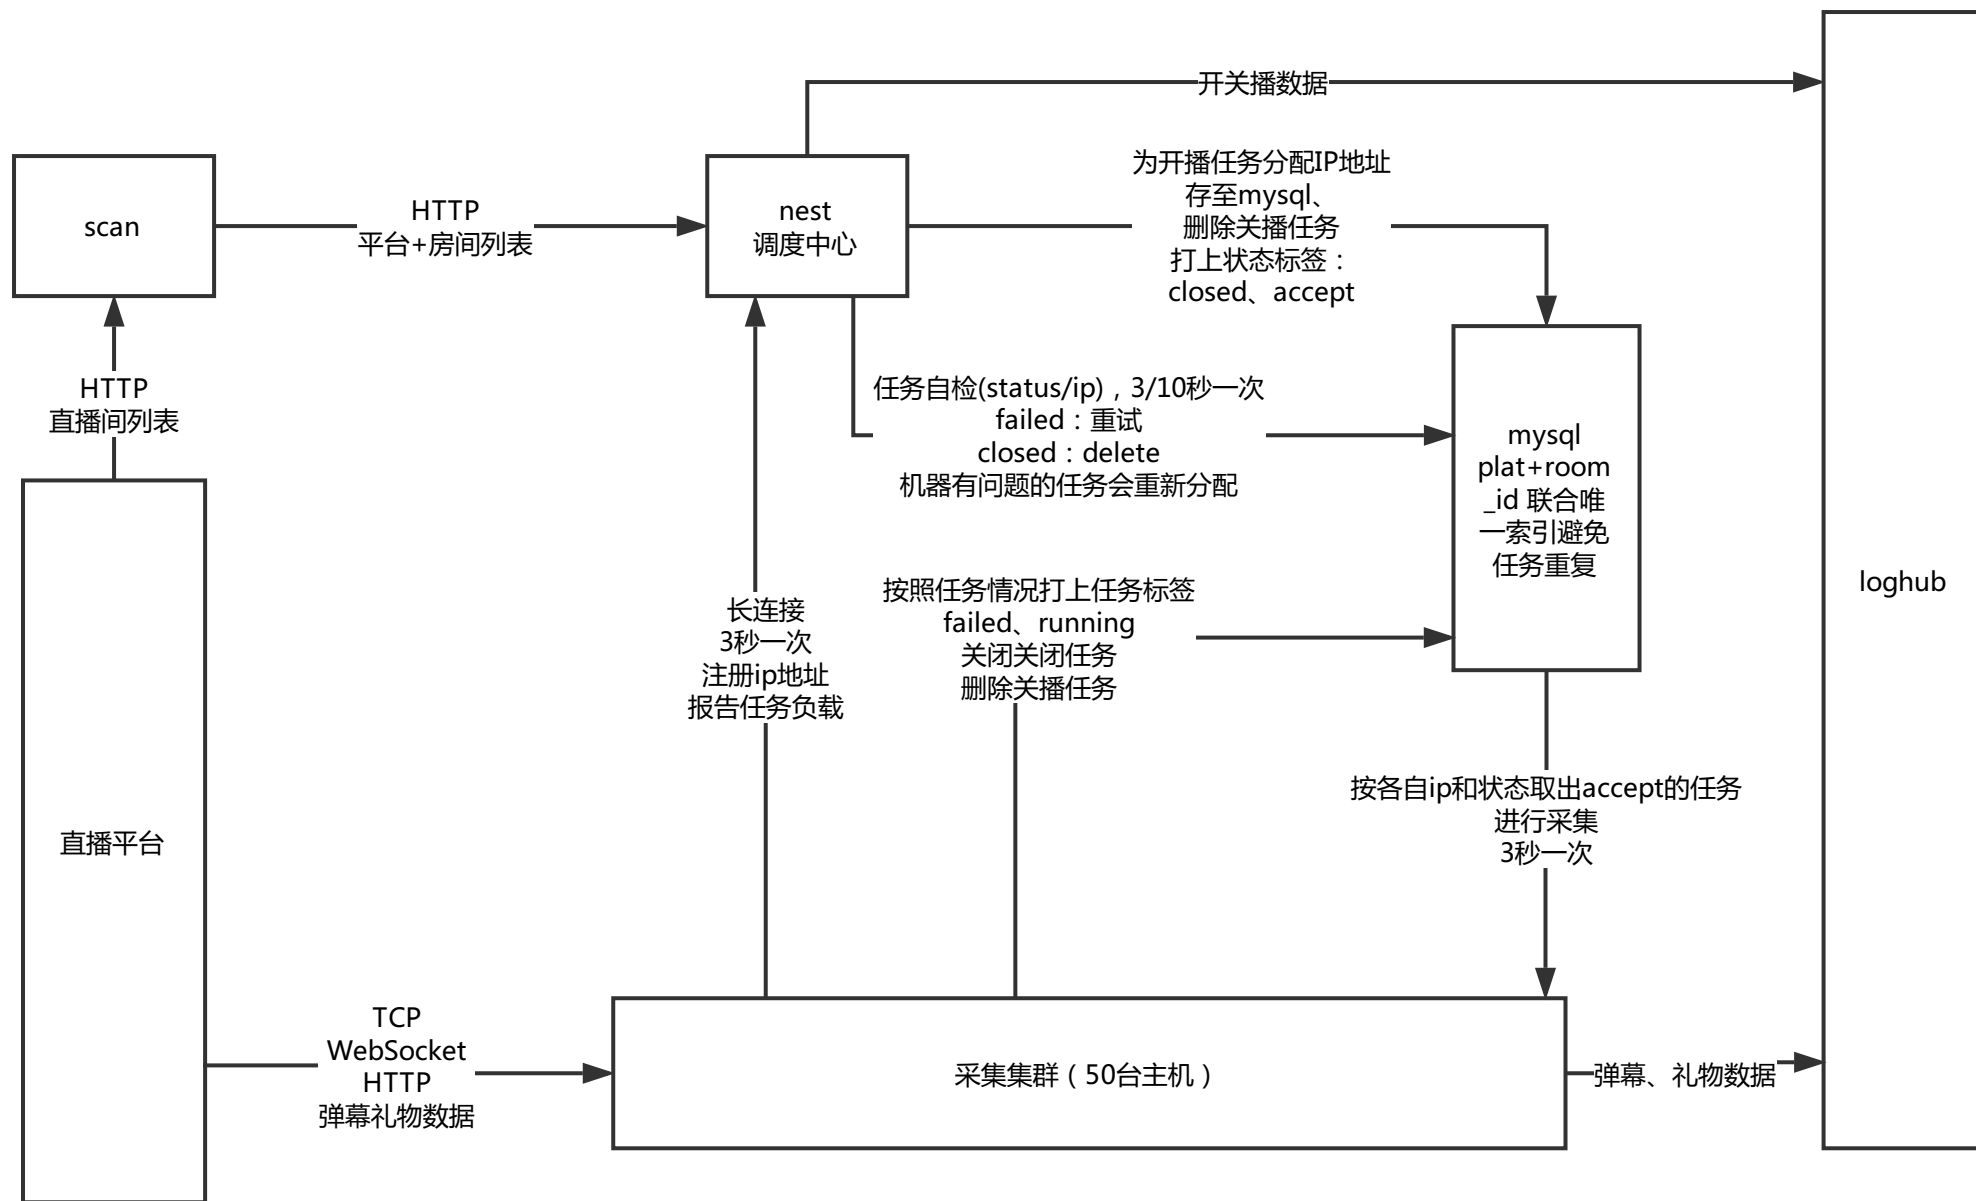 开关播数据
scan
HTTP
平台+房间列表
nest
调度中心
为开播任务分配IP地址
存至mysql、
删除关播任务
打上状态标签：
closed、accept
HTTP
直播间列表
任务自检(status/ip)，3/10秒一次
failed：重试
closed：delete
机器有问题的任务会重新分配
mysql
plat+room
_id 联合唯
一索引避免
任务重复
loghub
长连接
3秒一次
注册ip地址
报告任务负载
按照任务情况打上任务标签
failed、running
关闭关闭任务
删除关播任务
按各自ip和状态取出accept的任务
进行采集
3秒一次
直播平台
TCP
WebSocket
HTTP
弹幕礼物数据
采集集群（50台主机）
弹幕、礼物数据